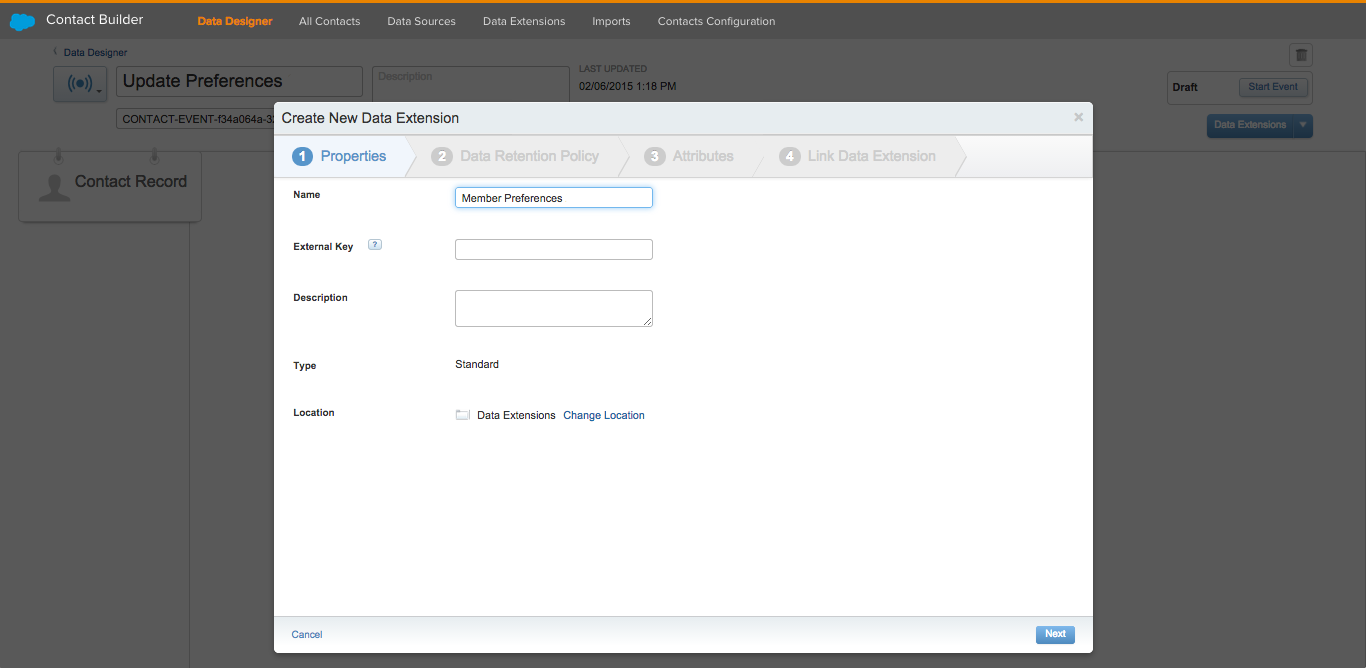 Contact Builder
Data Designer All Contacts Data Sources Data Extensions Imports Contacts Configuration
Data Designer
Update Preferences
Description
LAST UPDATED
02/06/2015 1:18 PM
Draft
Start Event
CONTACT-EVENT-f34a064a-3
Data Extensions
Contact Record
Create New Data Extension
1 Properties 2 Data Retention Policy 3 Attributes 4 Link Data Extension
Name
Member Preferences
External Key ?
Description
Type
Standard
Location
Data Extensions Change Location
Cancel
Next